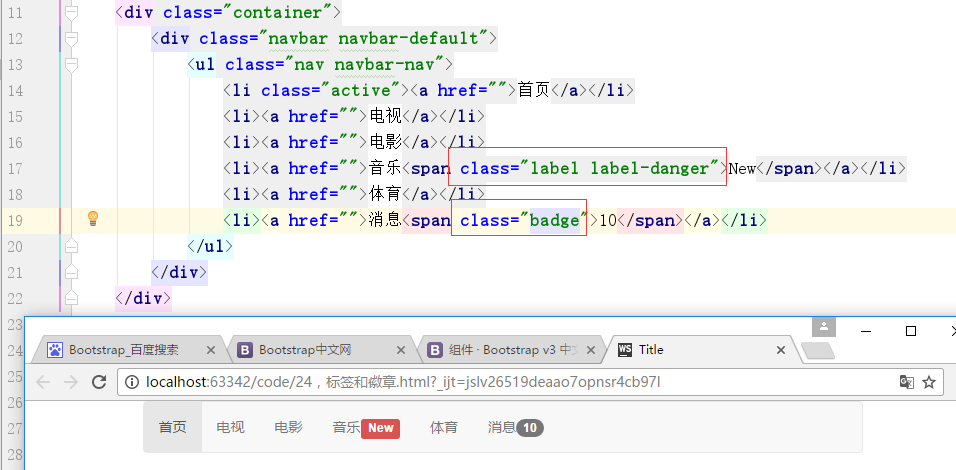 11 <div class="container">
12 <div class="navbar navbar-default">
13 <ul class="nav navbar-nav">
14 <li class="active"><a href="">首页</a></li>
15 <li><a href="">电视</a></li>
16 <li><a href="">电影</a></li>
17 <li><a href="">音乐<span class="label label-danger">New</span></a></li>
18 <li><a href="">体育</a></li>
19 <li><a href="">消息<span class="badge">10</span></a></li>
20 </ul>
21 </div>
22 </div>
23
24 Bootstrap_百度搜索 Bootstrap中文网 组件 · Bootstrap v3 中文 WS Title
25
26 localhost:63342/code/24，标签和徽章.html?_ijt=jslv26519deaao7opnsr4cb97l
27
28 首页 电视 电影 音乐 New 体育 消息 10